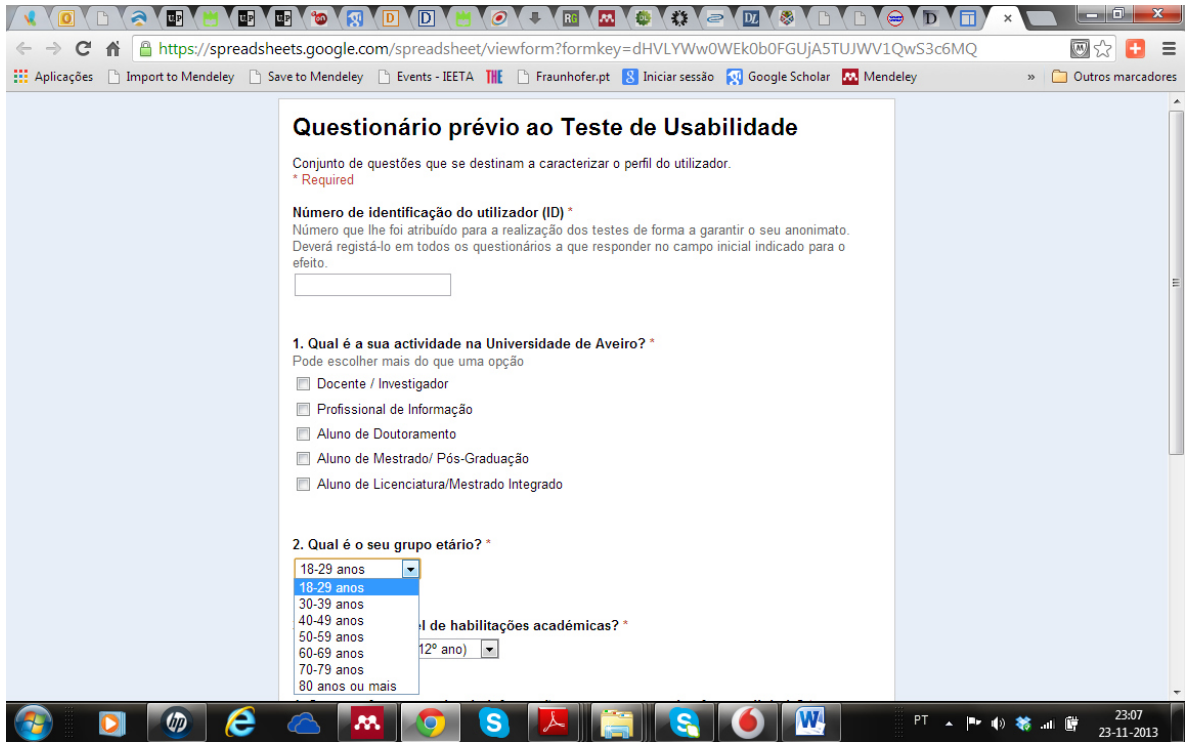 https://spreadsheets.google.com/spreadsheet/viewform?formkey=dHVLYWw0WEk0b0FGUjA5TUJWV1QwS3c6MQ
Aplicações Import to Mendeley Save to Mendeley Events - IEETA THE Fraunhofer.pt 8 Iniciar sessão Google Scholar Mendeley » Outros marcadores
Questionário prévio ao Teste de Usabilidade
Conjunto de questões que se destinam a caracterizar o perfil do utilizador.
* Required
Número de identificação do utilizador (ID) *
Número que lhe foi atribuído para a realização dos testes de forma a garantir o seu anonimato.
Deverá registá-lo em todos os questionários a que responder no campo inicial indicado para o
efeito.
1. Qual é a sua actividade na Universidade de Aveiro? *
Pode escolher mais do que uma opção
Docente / Investigador
Profissional de Informação
Aluno de Doutoramento
Aluno de Mestrado/ Pós-Graduação
Aluno de Licenciatura/Mestrado Integrado
2. Qual é o seu grupo etário? *
18-29 anos
18-29 anos
30-39 anos
40-49 anos
50-59 anos
60-69 anos
70-79 anos
80 anos ou mais
el de habilitações académicas? *
12º ano)
PT 23:07
23-11-2013